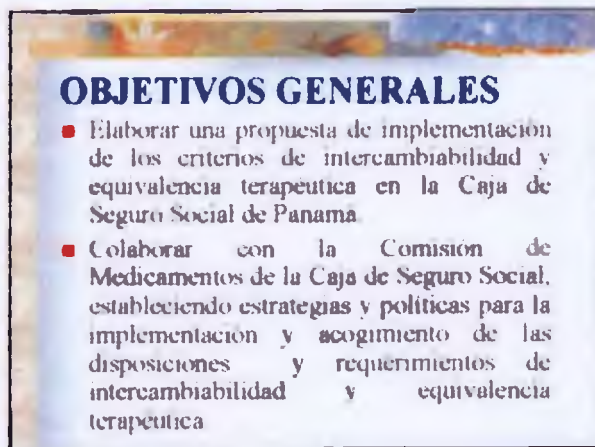 OBJETIVOS GENERALES
Elaborar una propuesta de implementación
de los criterios de intercambiabilidad y
equivalencia terapeutica en la Caja de
Seguro Social de Panamá.
Colaborar con la Comisión de
Medicamentos de la Caja de Seguro Social,
estableciendo estrategias y políticas para la
implementación y acogimiento de las
disposiciones y requerimientos de
intercambiabilidad y equivalencia
terapeutica